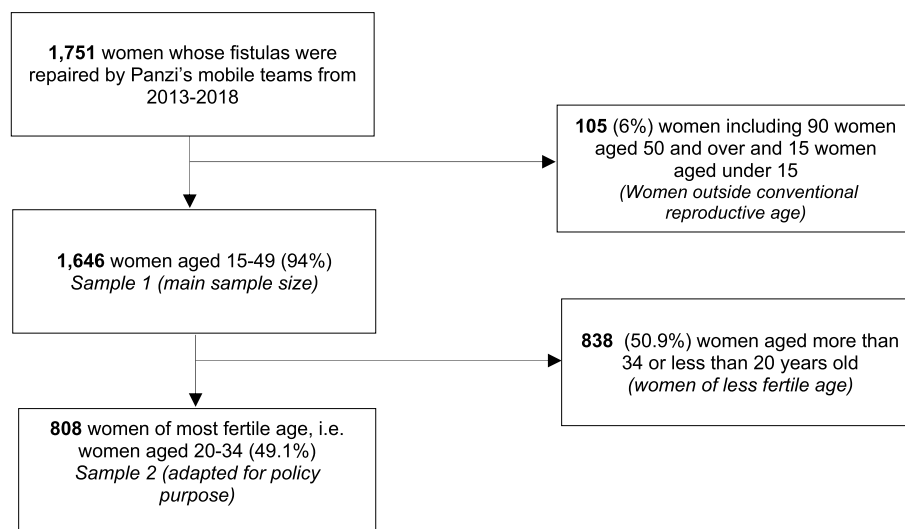 1,751 women whose fistulas were
repaired by Panzi's mobile teams from
2013-2018
105 (6%) women including 90 women
aged 50 and over and 15 women
aged under 15
(Women outside conventional
reproductive age)
1,646 women aged 15-49 (94%)
Sample 1 (main sample size)
838 (50.9%) women aged more than
34 or less than 20 years old
(women of less fertile age)
808 women of most fertile age, i.e.
women aged 20-34 (49.1%)
Sample 2 (adapted for policy
purpose)